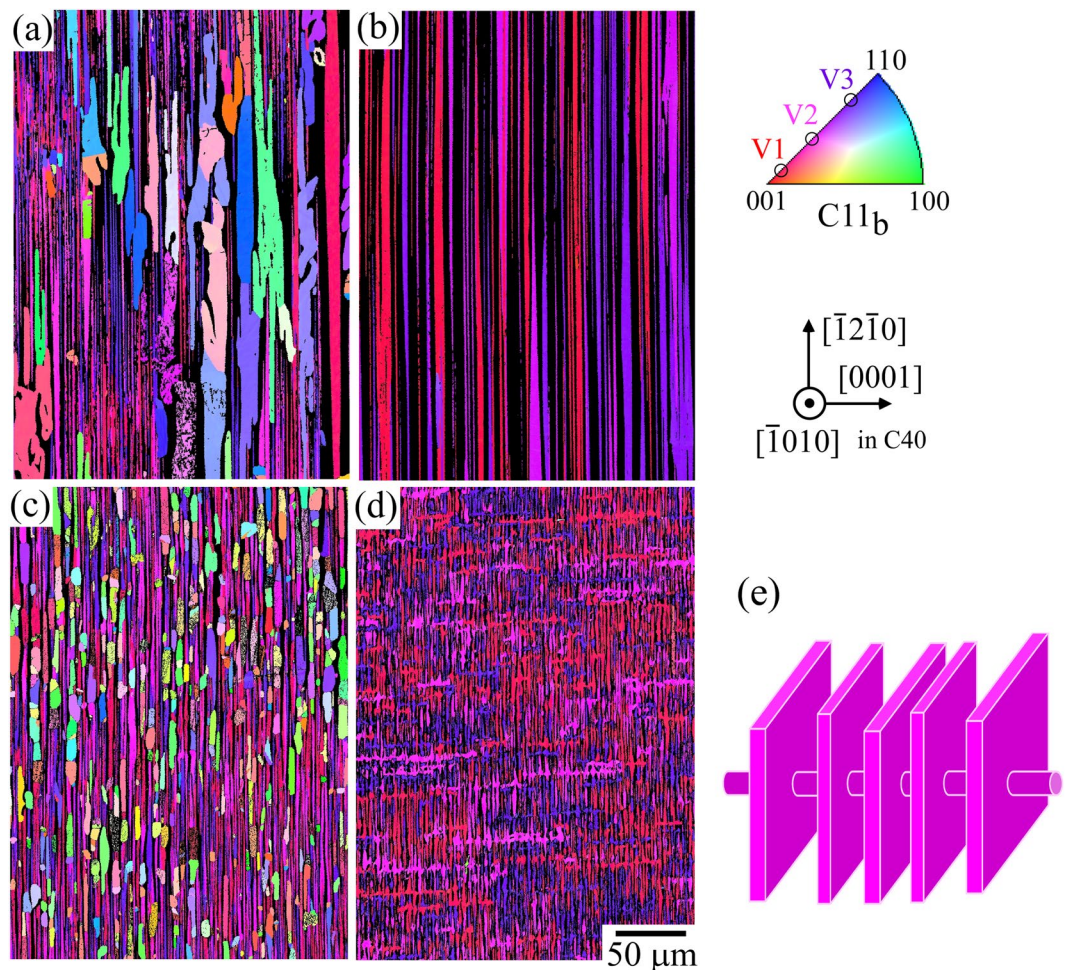 (a)
(b)
110
V3
V2
V1
001
100
C11b
[1̄21̄0]
[0001]
[1̄010] in C40
(c)
(d)
(e)
50 μm